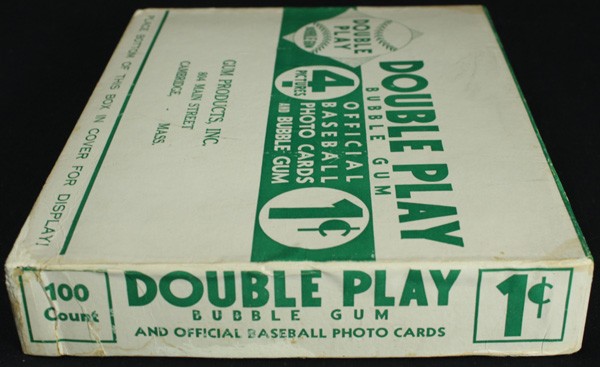 DOUBLE
PLAY
DOUBLE PLAY
BUBBLE GUM
4
PICTURES
OFFICIAL
BASEBALL
PHOTO CARDS
AND BUBBLE GUM
1¢
GUM PRODUCTS, INC.
804 MAIN STREET
CAMBRIDGE - MASS.
PLACE BOTTOM OF THIS BOX IN COVER FOR DISPLAY!
100
Count
DOUBLE PLAY
BUBBLE GUM
AND OFFICIAL BASEBALL PHOTO CARDS
1¢